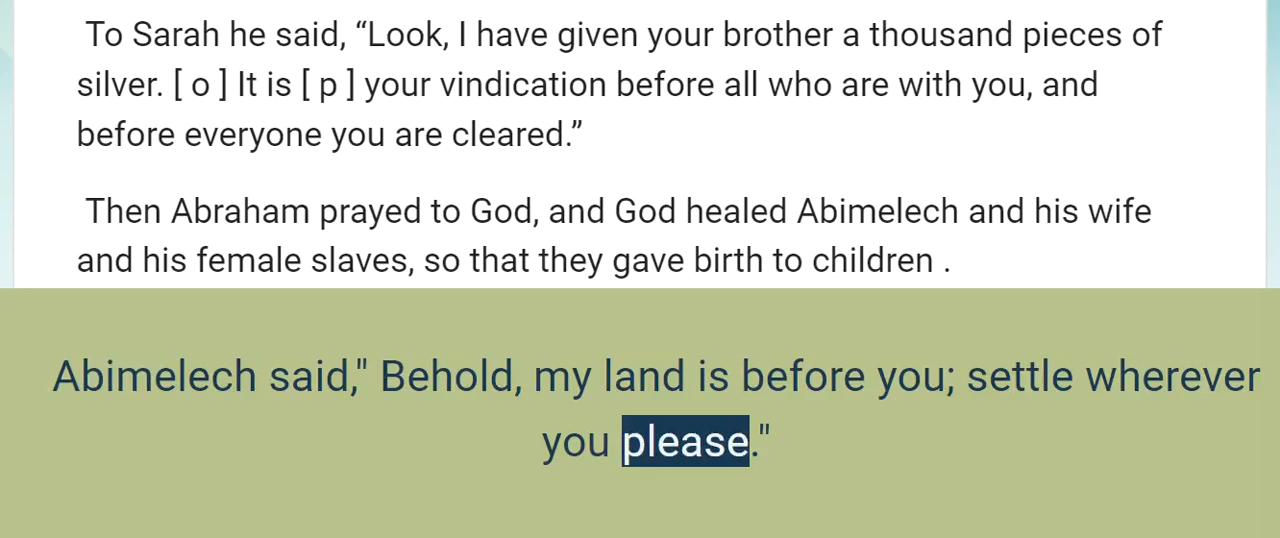 To Sarah he said, “Look, I have given your brother a thousand pieces of
silver. [ o ] It is [ p ] your vindication before all who are with you, and
before everyone you are cleared.”
Then Abraham prayed to God, and God healed Abimelech and his wife
and his female slaves, so that they gave birth to children .
Abimelech said," Behold, my land is before you; settle wherever
you please."